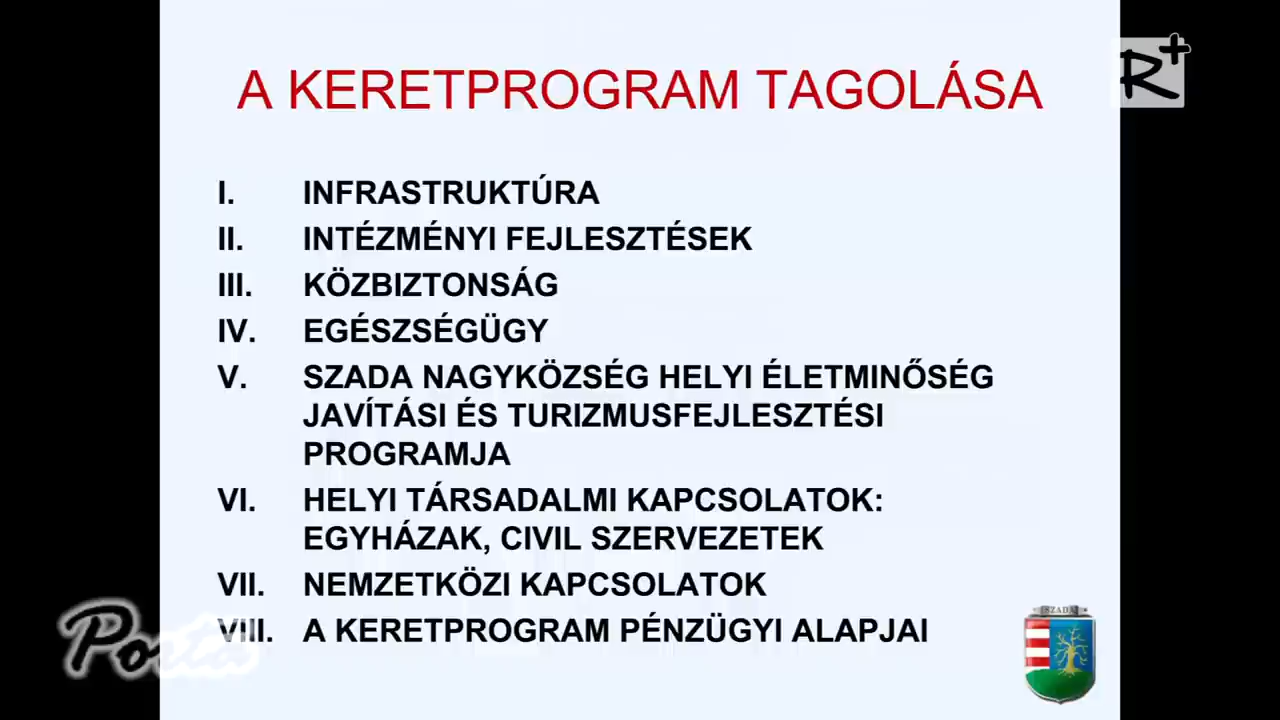 A KERETPROGRAM TAGOLÁSA
R+
I. INFRASTRUKTÚRA
II. INTÉZMÉNYI FEJLESZTÉSEK
III. KÖZBIZTONSÁG
IV. EGÉSZSÉGÜGY
V. SZADA NAGYKÖZSÉG HELYI ÉLETMINŐSÉG
JAVÍTÁSI ÉS TURIZMUSFEJLESZTÉSI
PROGRAMJA
VI. HELYI TÁRSADALMI KAPCSOLATOK:
EGYHÁZAK, CIVIL SZERVEZETEK
VII. NEMZETKÖZI KAPCSOLATOK
VIII. A KERETPROGRAM PÉNZÜGYI ALAPJAI
SZADA
Porta